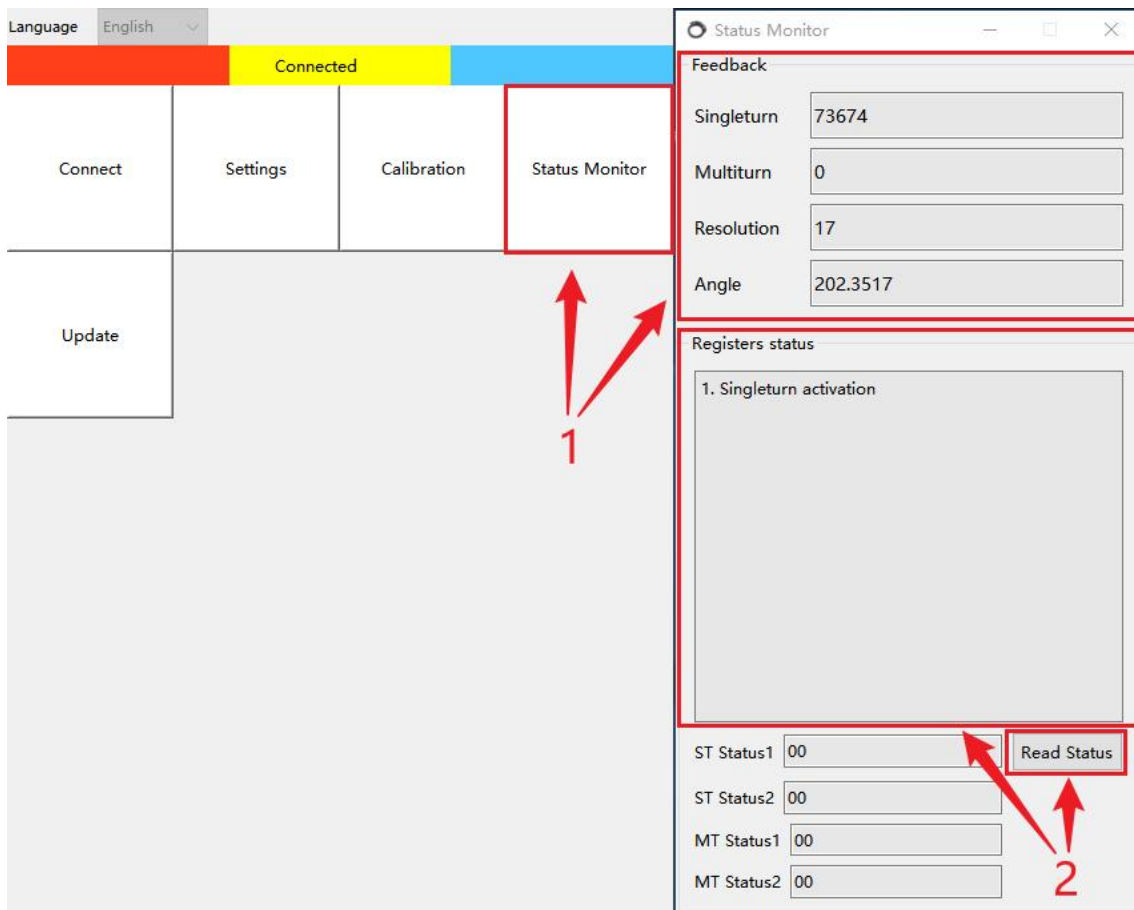 Language English
Connected
Connect
Settings
Calibration
Status Monitor
Update
1
Status Monitor
Feedback
Singleturn 73674
Multiturn 0
Resolution 17
Angle 202.3517
Registers status
1. Singleturn activation
ST Status1 00 Read Status
ST Status2 00
MT Status1 00
MT Status2 00
2